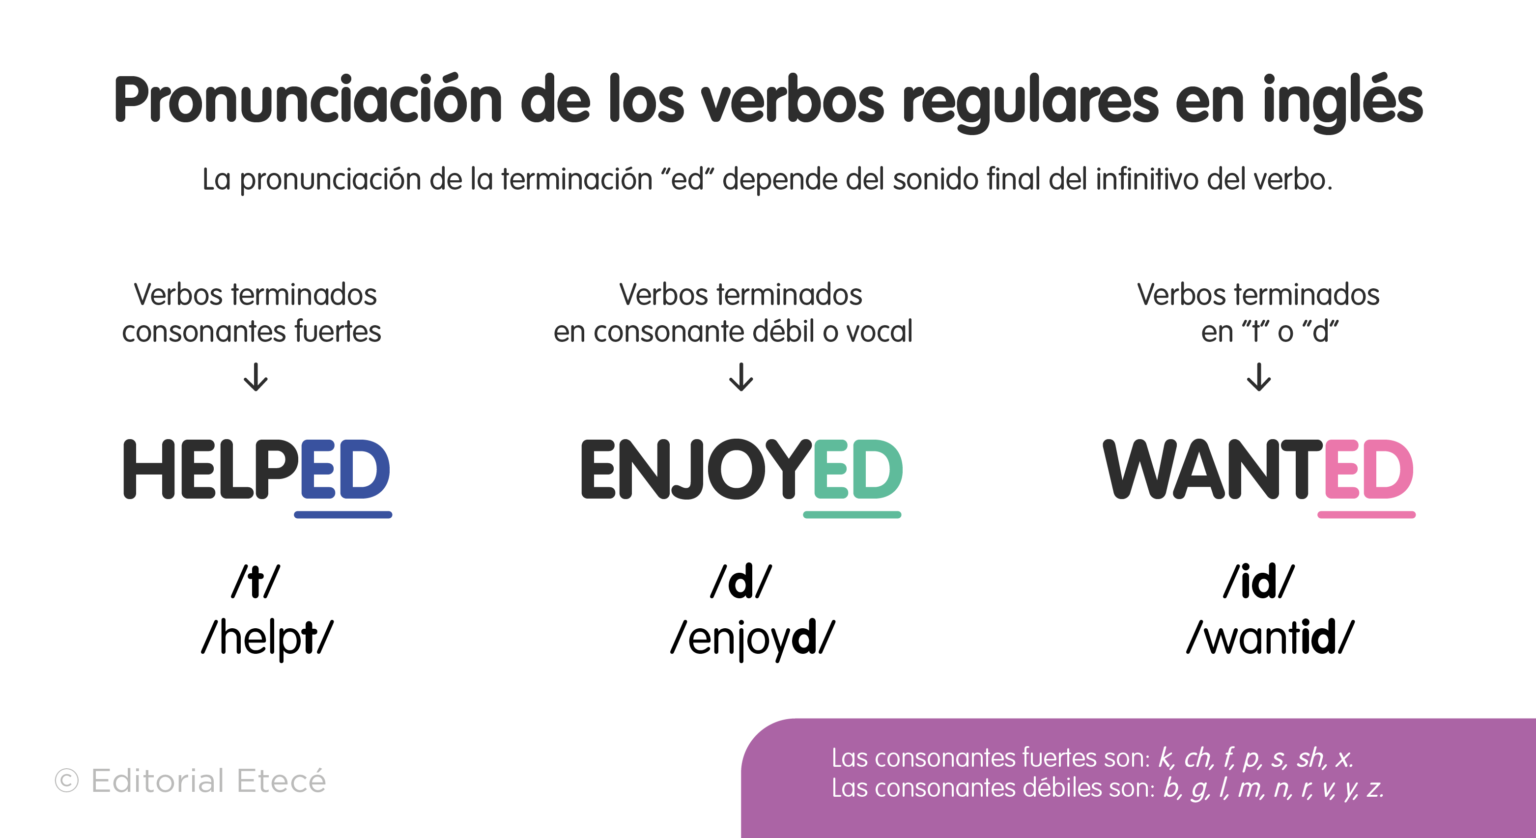 Pronunciación de los verbos regulares en inglés
La pronunciación de la terminación “ed” depende del sonido final del infinitivo del verbo.
Verbos terminados
consonantes fuertes
↓
HELPED
/t/
/helpt/
Verbos terminados
en consonante débil o vocal
↓
ENJOYED
/d/
/enjoyd/
Verbos terminados
en “t” o “d”
↓
WANTED
/id/
/wantid/
Las consonantes fuertes son: k, ch, f, p, s, sh, x.
Las consonantes débiles son: b, g, l, m, n, r, v, y, z.
© Editorial Etecé